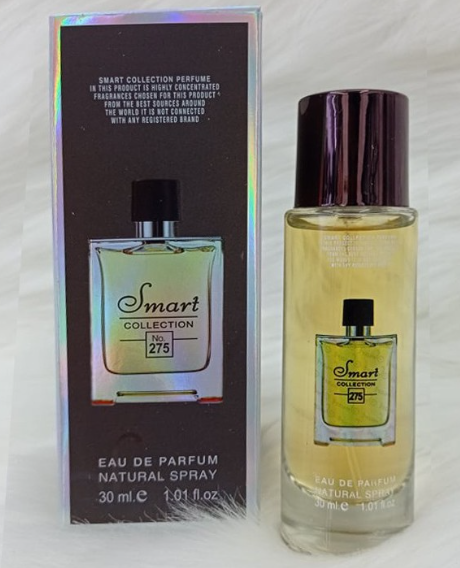 SMART COLLECTION PERFUME
IN THIS PRODUCT IS HIGHLY CONCENTRATED
FRAGRANCES CHOSEN FOR THIS PRODUCT
FROM THE BEST SOURCES AROUND
THE WORLD IT IS NOT CONNECTED
WITH ANY REGISTERED BRAND
Smart
COLLECTION
No.
275
EAU DE PARFUM
NATURAL SPRAY
30 ml.e 1.01 fl.oz
SMART COLLECTION PERFUME
Smart
COLLECTION
275
EAU DE PARFUM
NATURAL SPRAY
30 ml.e 1.01 fl.oz